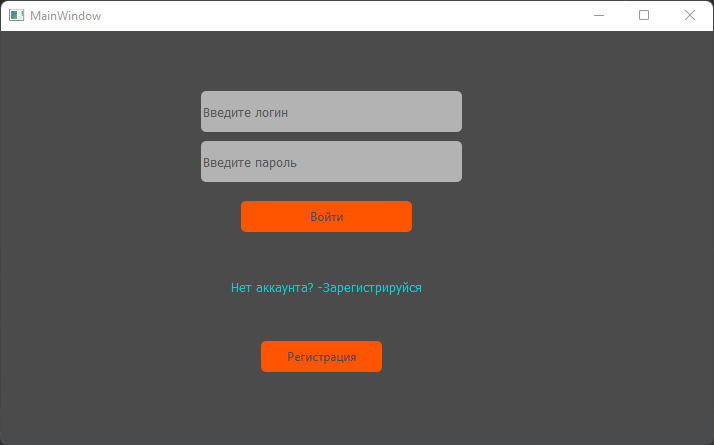 MainWindow
Введите логин
Введите пароль
Войти
Нет аккаунта? -Зарегистрируйся
Регистрация